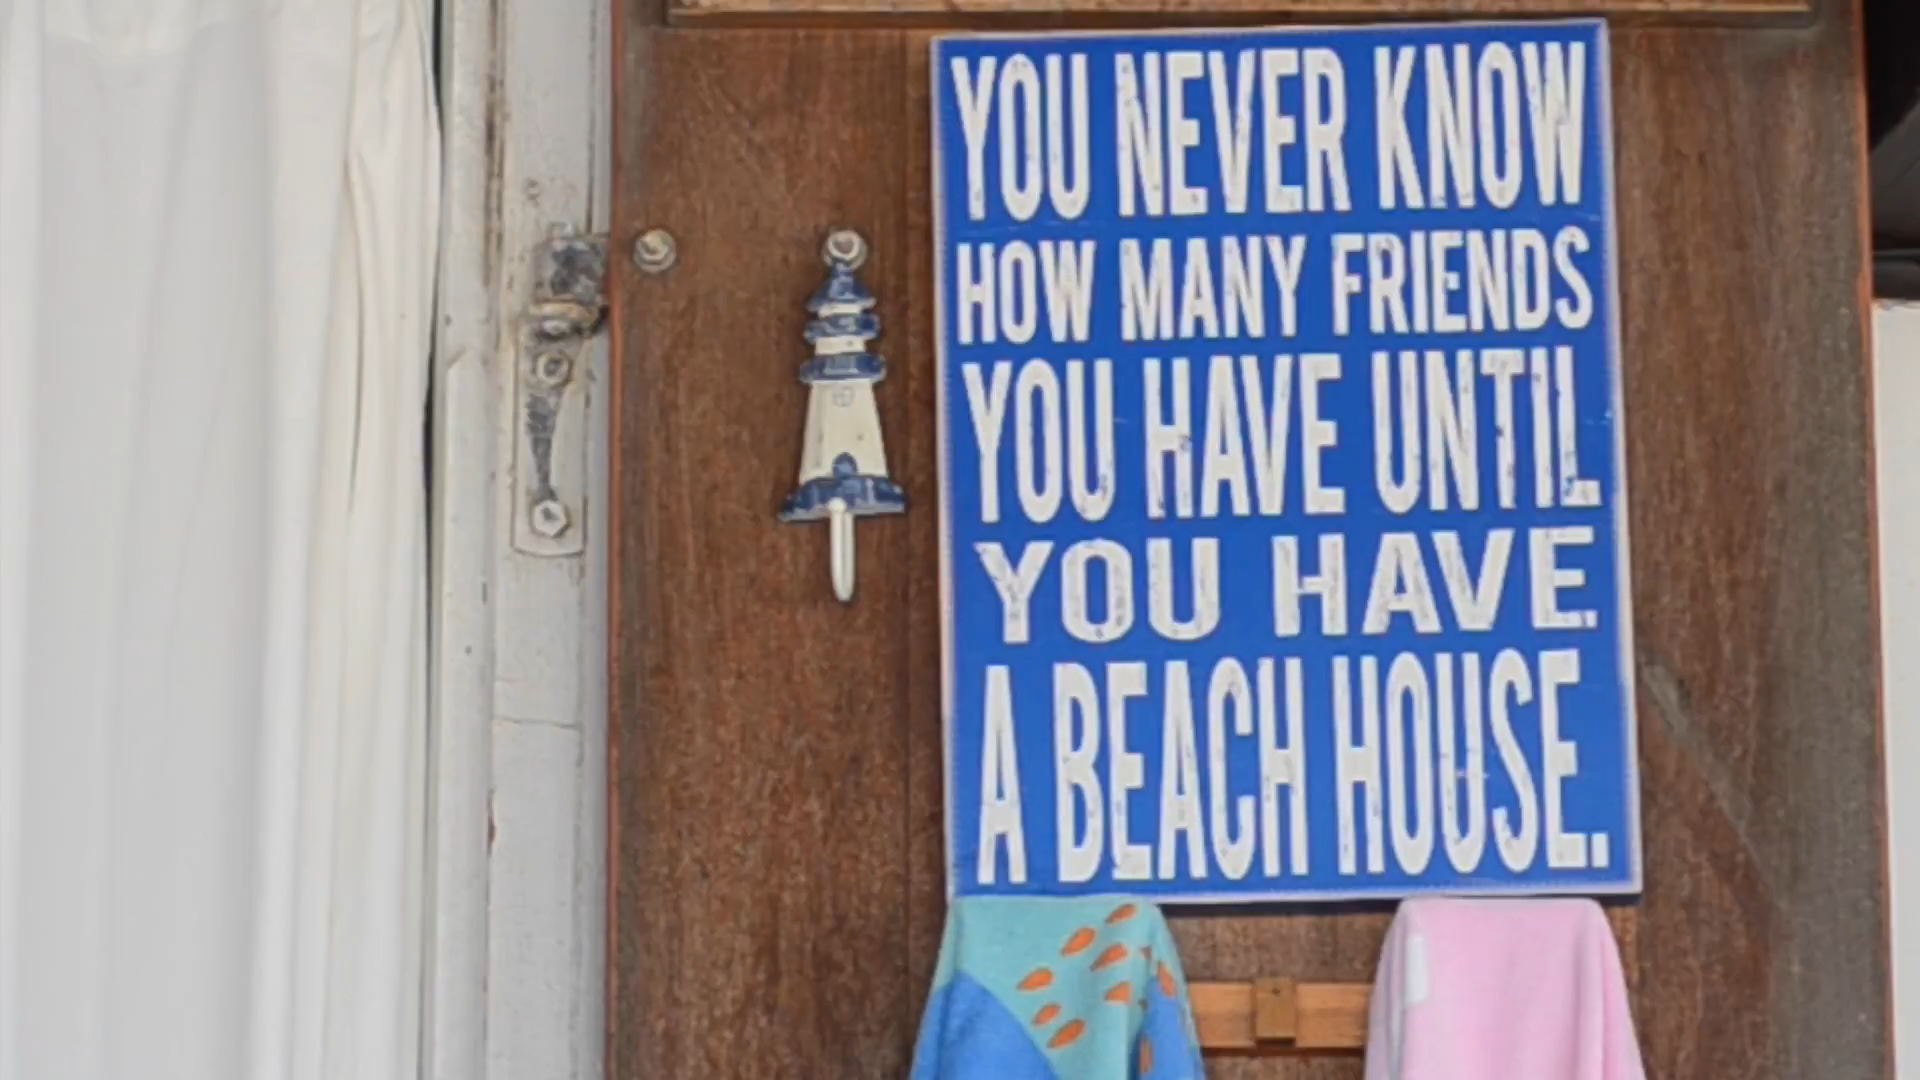 YOU NEVER KNOW
HOW MANY FRIENDS
YOU HAVE UNTIL
YOU HAVE
A BEACH HOUSE.